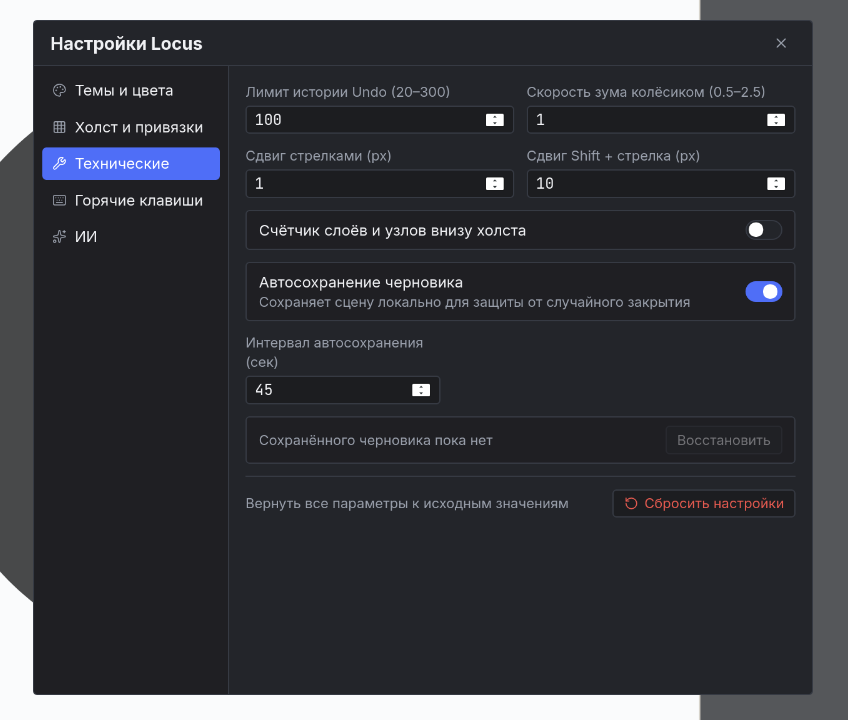 Настройки Locus
Темы и цвета
Холст и привязки
Технические
Горячие клавиши
ИИ
Лимит истории Undo (20–300)
Скорость зума колёсиком (0.5–2.5)
100
1
Сдвиг стрелками (px)
Сдвиг Shift + стрелка (px)
1
10
Счётчик слоёв и узлов внизу холста
Автосохранение черновика
Сохраняет сцену локально для защиты от случайного закрытия
Интервал автосохранения
(сек)
45
Сохранённого черновика пока нет
Восстановить
Вернуть все параметры к исходным значениям
Сбросить настройки